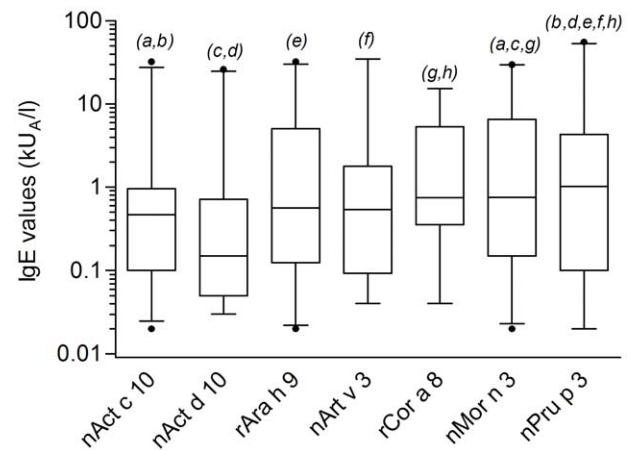 100
10
1
0.1
0.01
IgE values (kU_A/l)
(a,b)
(c,d)
(e)
(f)
(g,h)
(a,c,g)
(b,d,e,f,h)
nAct c 10
nAct d 10
rAra h 9
nArt v 3
rCor a 8
nMor n 3
nPru p 3